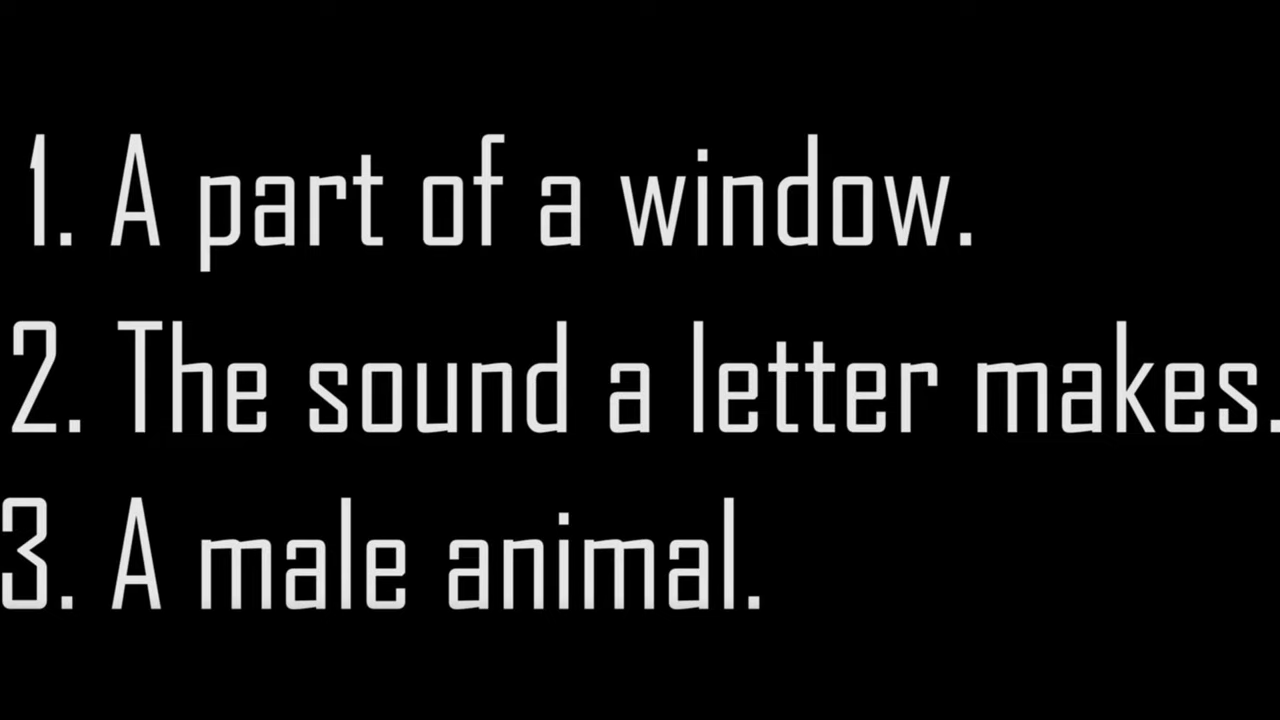 1. A part of a window.
2. The sound a letter makes.
3. A male animal.